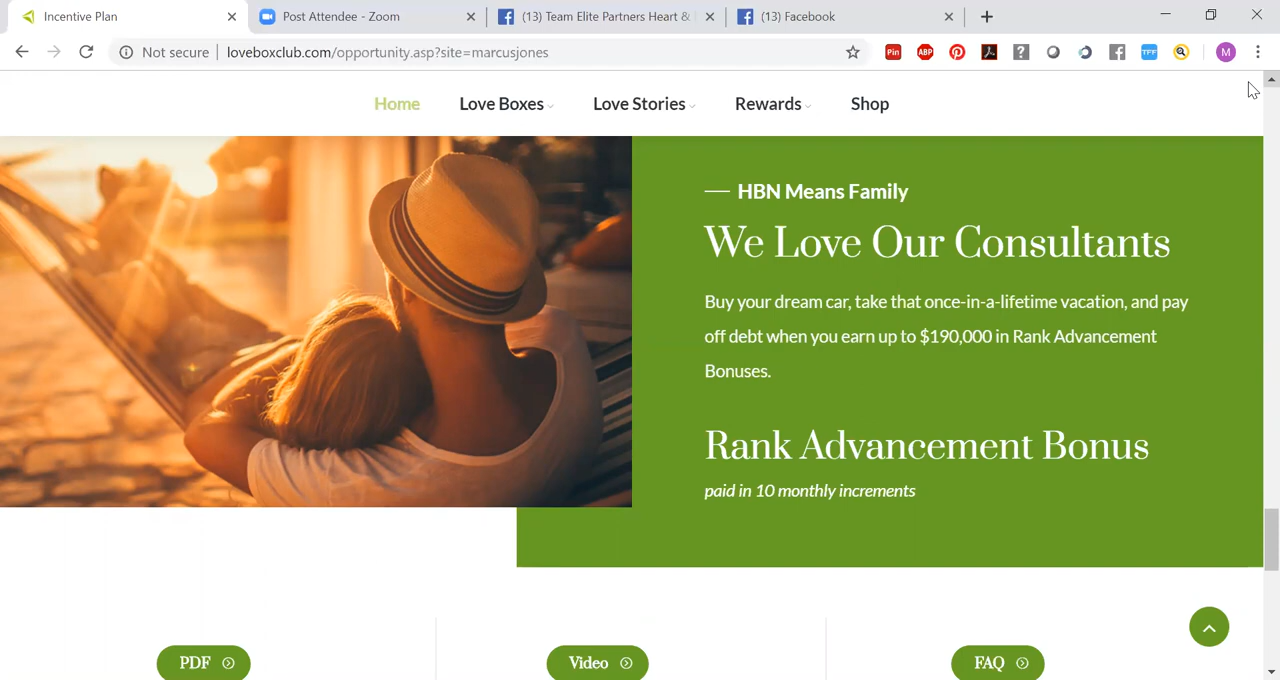 Incentive Plan
Post Attendee - Zoom
(13) Team Elite Partners Heart &
(13) Facebook
Not secure
loveboxclub.com/opportunity.asp?site=marcusjones
Pin
ABP
?
TFF
M
Home
Love Boxes
Love Stories
Rewards
Shop
HBN Means Family
We Love Our Consultants
Buy your dream car, take that once-in-a-lifetime vacation, and pay
off debt when you earn up to $190,000 in Rank Advancement
Bonuses.
Rank Advancement Bonus
paid in 10 monthly increments
PDF
Video
FAQ